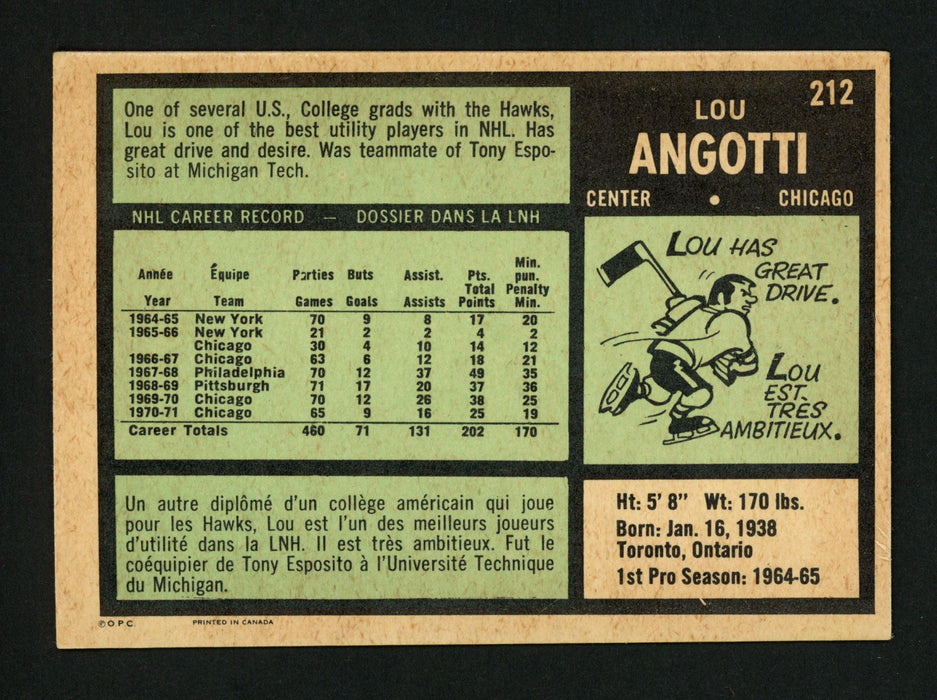 212
LOU
ANGOTTI
CENTER • CHICAGO
One of several U.S., College grads with the Hawks,
Lou is one of the best utility players in NHL. Has
great drive and desire. Was teammate of Tony Espo-
sito at Michigan Tech.
NHL CAREER RECORD — DOSSIER DANS LA LNH
Année Équipe Parties Buts Assist. Pts. Total Min. pun.
Year Team Games Goals Assists Points Penalty Min.
1964-65 New York 70 9 8 17 20
1965-66 New York 21 2 2 4 2
Chicago 30 4 10 14 12
1966-67 Chicago 63 6 12 18 21
1967-68 Philadelphia 70 12 37 49 35
1968-69 Pittsburgh 71 17 20 37 36
1969-70 Chicago 70 12 26 38 25
1970-71 Chicago 65 9 16 25 19
Career Totals 460 71 131 202 170
Un autre diplômé d'un collège américain qui joue
pour les Hawks, Lou est l'un des meilleurs joueurs
d'utilité dans la LNH. Il est très ambitieux. Fut le
coéquipier de Tony Esposito à l'Université Technique
du Michigan.
LOU HAS
GREAT
DRIVE.
LOU
EST
TRÈS
AMBITIEUX.
Ht: 5' 8" Wt: 170 lbs.
Born: Jan. 16, 1938
Toronto, Ontario
1st Pro Season: 1964-65
© O P C PRINTED IN CANADA